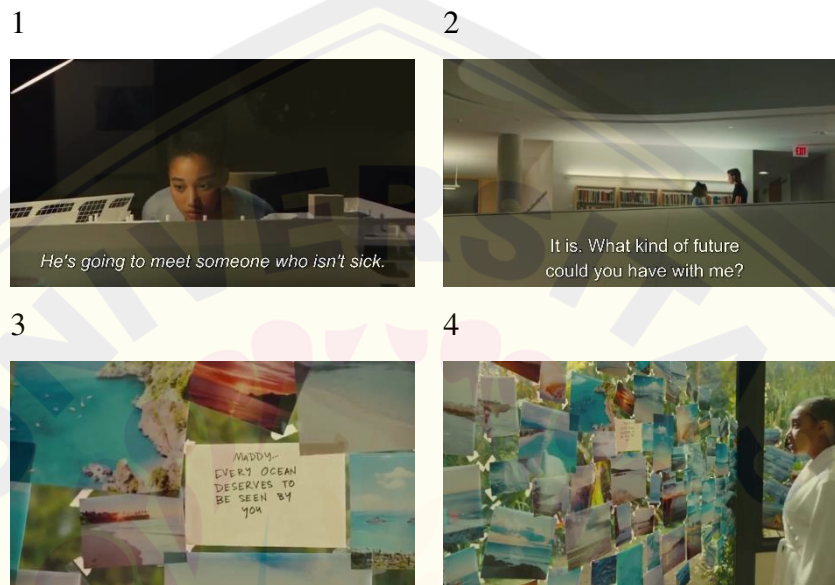 1
2
He's going to meet someone who isn't sick.
EXIT
It is. What kind of future
could you have with me?
3
4
MADDY...
EVERY OCEAN
DESERVES TO
BE SEEN BY
YOU